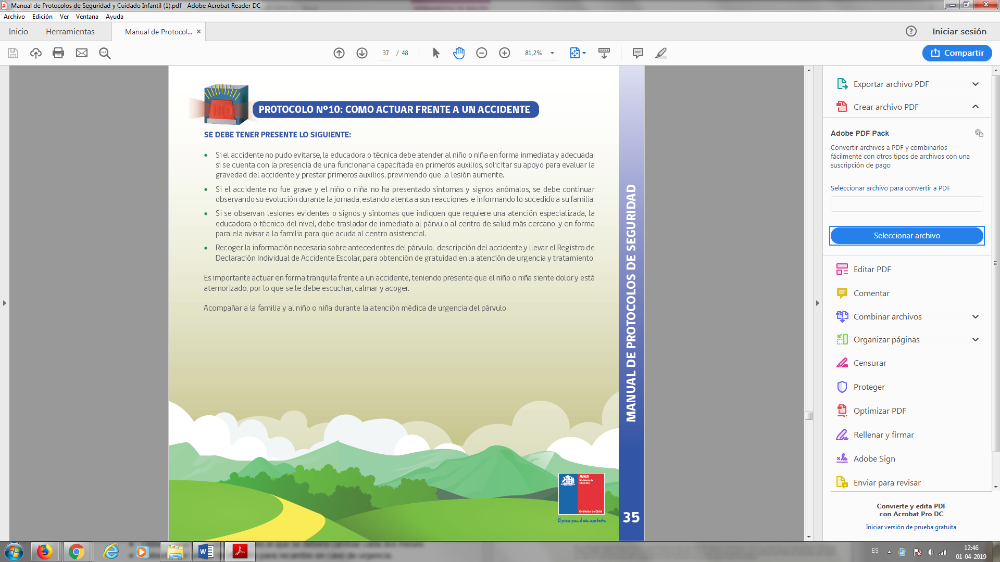 Manual de Protocolos de Seguridad y Cuidado Infantil (1).pdf - Adobe Acrobat Reader DC
Archivo Edición Ver Ventana Ayuda
Inicio Herramientas Manual de Protocol... × Iniciar sesión
37 / 48 81,2% Compartir
PROTOCOLO Nº10: COMO ACTUAR FRENTE A UN ACCIDENTE
SE DEBE TENER PRESENTE LO SIGUIENTE:
• Si el accidente no pudo evitarse, la educadora o técnica debe atender al niño o niña en forma inmediata y adecuada;
si se cuenta con la presencia de una funcionaria capacitada en primeros auxilios, solicitar su apoyo para evaluar la
gravedad del accidente y prestar primeros auxilios, previniendo que la lesión aumente.
• Si el accidente no fue grave y el niño o niña no ha presentado síntomas y signos anómalos, se debe continuar
observando su evolución durante la jornada, estando atenta a sus reacciones, e informando lo sucedido a su familia.
• Si se observan lesiones evidentes o signos y síntomas que indiquen que requiere una atención especializada, la
educadora o técnico del nivel, debe trasladar de inmediato al párvulo al centro de salud más cercano, y en forma
paralela avisar a la familia para que acuda al centro asistencial.
• Recoger la información necesaria sobre antecedentes del párvulo, descripción del accidente y llevar el Registro de
Declaración Individual de Accidente Escolar, para obtención de gratuidad en la atención de urgencia y tratamiento.
Es importante actuar en forma tranquila frente a un accidente, teniendo presente que el niño o niña siente dolor y está
atemorizado, por lo que se le debe escuchar, calmar y acoger.
Acompañar a la familia y al niño o niña durante la atención médica de urgencia del párvulo.
MANUAL DE PROTOCOLOS DE SEGURIDAD
JUNJI
Ministerio de
Educación
Gobierno de Chile
El primer paso, el más importante.
35
Exportar archivo PDF
Crear archivo PDF
Adobe PDF Pack
Convertir archivos a PDF y combinarlos
fácilmente con otros tipos de archivos con una
suscripción de pago
Seleccionar archivo para convertir a PDF
Seleccionar archivo
Editar PDF
Comentar
Combinar archivos
Organizar páginas
Censurar
Proteger
Optimizar PDF
Rellenar y firmar
Adobe Sign
Enviar para revisar
Convierte y edita PDF
con Acrobat Pro DC
Iniciar versión de prueba gratuita
ES
12:46
01-04-2019